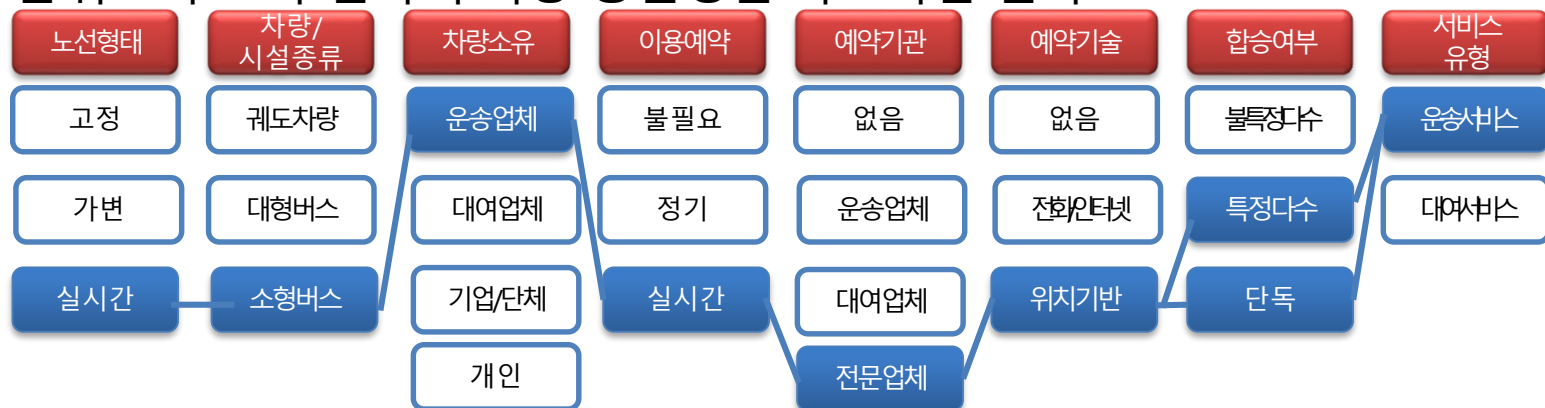 노선형태
차량/
시설종류
차량소유
이용예약
예약기관
예약기술
합승여부
서비스
유형
고정
궤도차량
운송업체
불필요
없음
없음
불특정다수
운송서비스
가변
대형버스
대여업체
정기
운송업체
전화/인터넷
특정다수
대여서비스
실시간
소형버스
기업/단체
실시간
대여업체
위치기반
단독
개인
전문업체